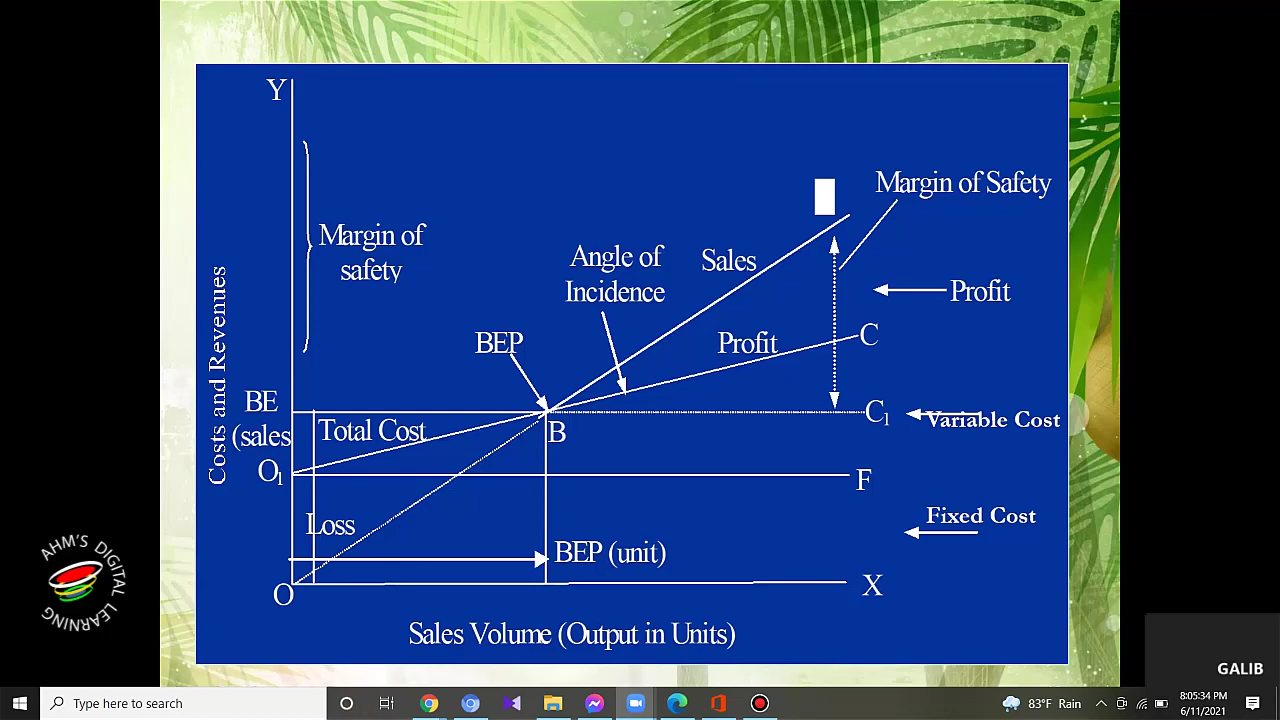 Y
Margin of Safety
Margin of
safety
Angle of
Incidence
Sales
Profit
BEP
Profit
C
Costs and Revenues
BE
(sales
Total Cost
B
C1
Variable Cost
O1
F
Loss
Fixed Cost
BEP (unit)
O
X
Sales Volume (Output in Units)
AHM'S DIGITAL LEARNING
GALIB
Type here to search
83°F Rain
8:05:34 PM
6/11/2021